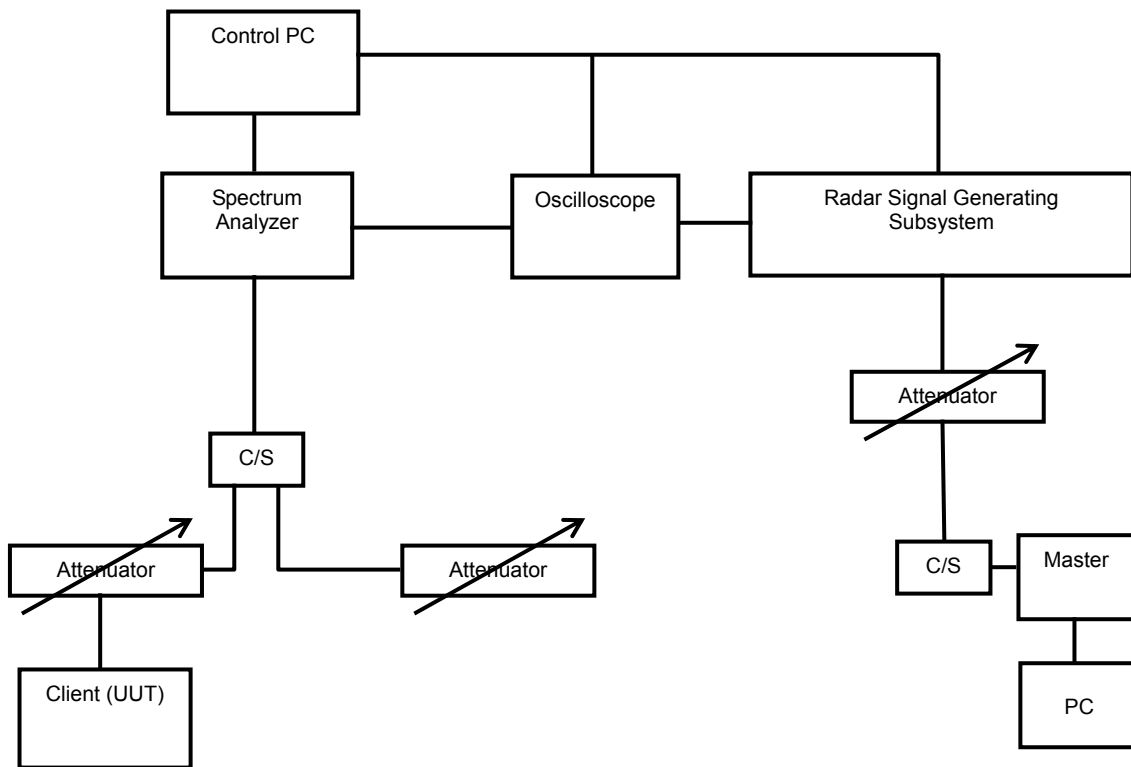 Control PC
Spectrum
Analyzer
Oscilloscope
Radar Signal Generating
Subsystem
Attenuator
C/S
Attenuator
Attenuator
C/S
Master
Client (UUT)
PC